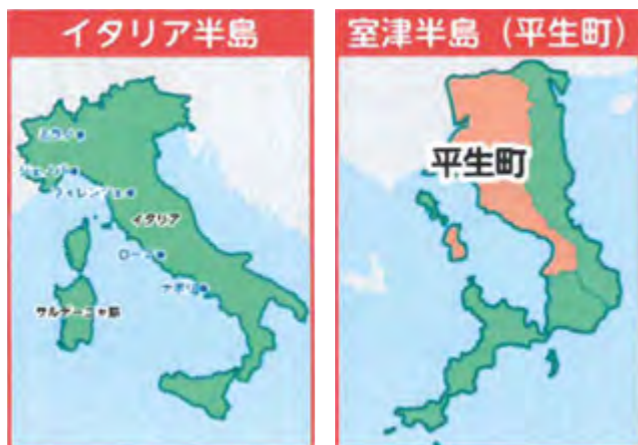 イタリア半島
室津半島（平生町）
ミラノ
ジェノバ
フィレンツェ
イタリア
ローマ
ナポリ
サルデーニャ島
平生町